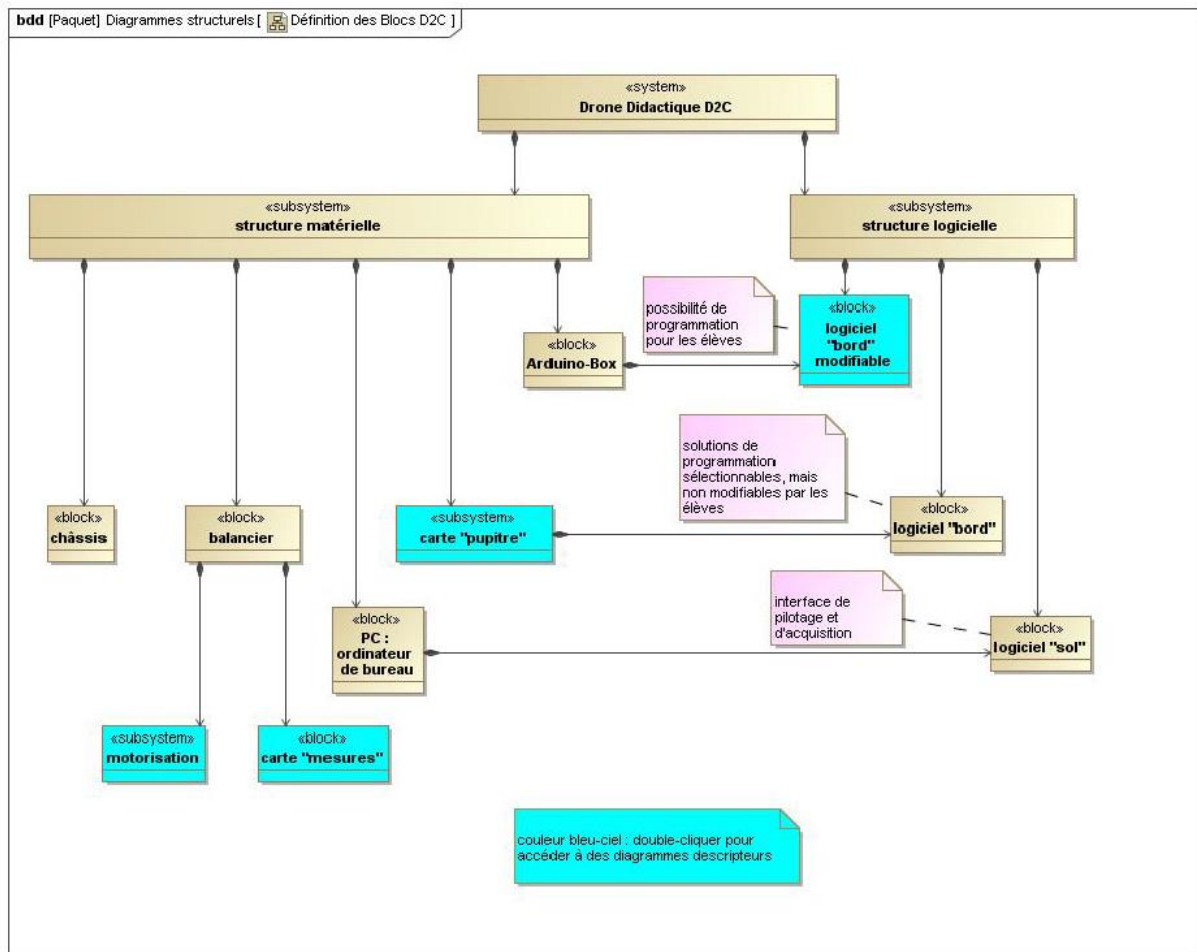 bdd [Paquet] Diagrammes structurels [ Définition des Blocs D2C ]
«system»
Drone Didactique D2C
«subsystem»
structure matérielle
«subsystem»
structure logicielle
possibilité de
programmation
pour les élèves
«block»
logiciel
"bord"
modifiable
«block»
Arduino-Box
solutions de
programmation
sélectionnables, mais
non modifiables par les
élèves
«block»
châssis
«block»
balancier
«subsystem»
carte "pupitre"
«block»
logiciel "bord"
interface de
pilotage et
d'acquisition
«block»
PC :
ordinateur
de bureau
«block»
logiciel "sol"
«subsystem»
motorisation
«block»
carte "mesures"
couleur bleu-ciel : double-cliquer pour
accéder à des diagrammes descripteurs